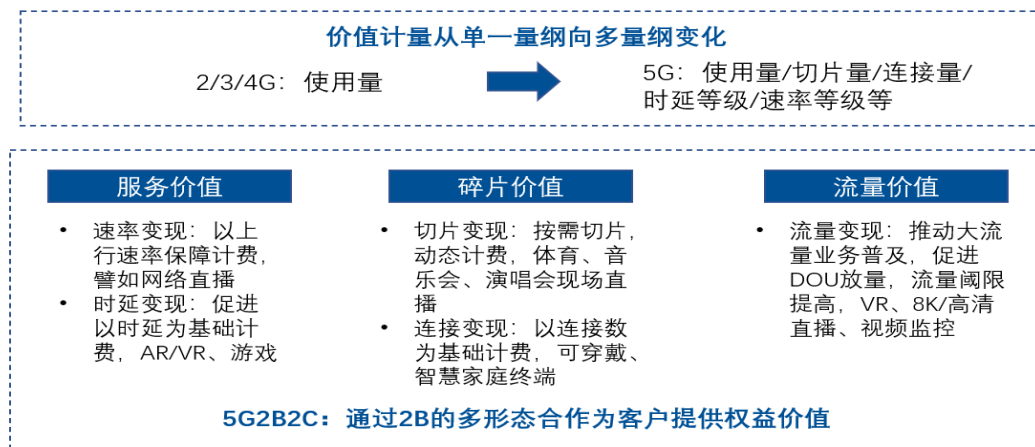 价值计量从单一量纲向多量纲变化
2/3/4G：使用量
5G：使用量/切片量/连接量/
时延等级/速率等级等
服务价值
• 速率变现：以上
行速率保障计费，
譬如网络直播
• 时延变现：促进
以时延为基础计
费，AR/VR、游戏
碎片价值
• 切片变现：按需切片，
动态计费，体育、音
乐会、演唱会现场直
播
• 连接变现：以连接数
为基础计费，可穿戴、
智慧家庭终端
流量价值
• 流量变现：推动大流
量业务普及，促进
DOU放量，流量阈限
提高，VR、8K/高清
直播、视频监控
5G2B2C：通过2B的多形态合作为客户提供权益价值